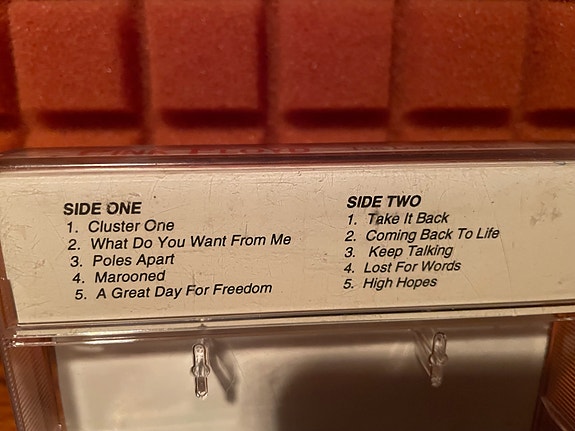 SIDE ONE
1. Cluster One
2. What Do You Want From Me
3. Poles Apart
4. Marooned
5. A Great Day For Freedom
SIDE TWO
1. Take It Back
2. Coming Back To Life
3. Keep Talking
4. Lost For Words
5. High Hopes